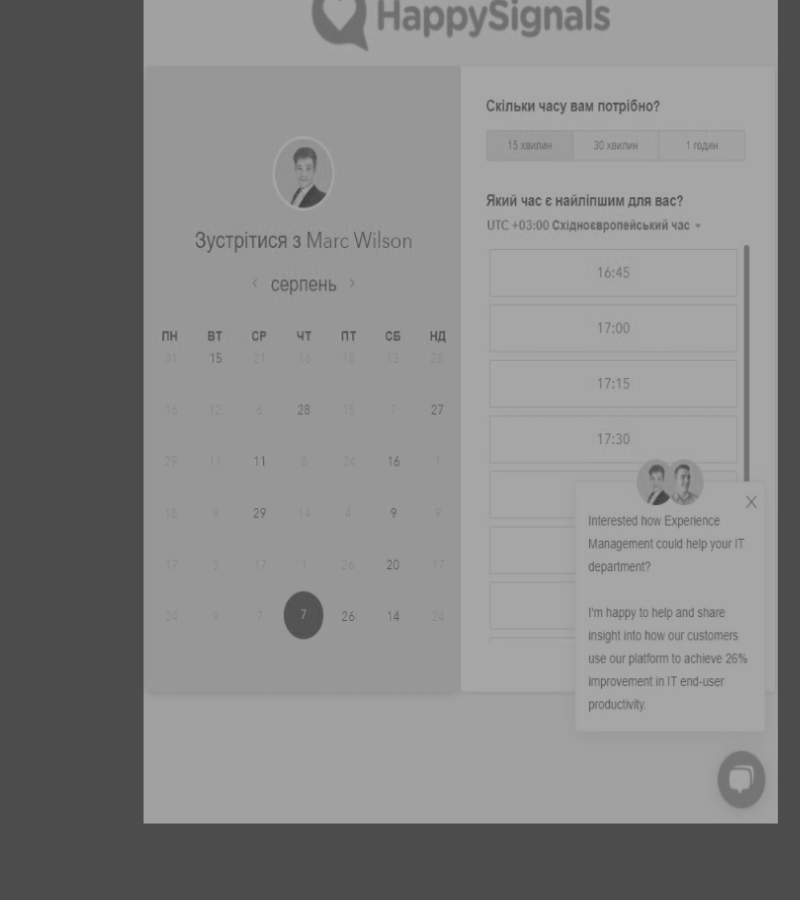 HappySignals
Зустрітися з Marc Wilson
‹ серпень ›
ПН ВТ СР ЧТ ПТ СБ НД
31 15 21 16 18 13 28
16 12 6 28 15 7 27
29 11 11 8 24 16 1
18 9 29 14 4 9 9
17 3 17 1 26 20 17
24 9 7 7 26 14 24
Скільки часу вам потрібно?
15 хвилин 30 хвилин 1 годин
Який час є найліпшим для вас?
UTC +03:00 Східноєвропейський час
16:45
17:00
17:15
17:30
Interested how Experience
Management could help your IT
department?
I'm happy to help and share
insight into how our customers
use our platform to achieve 26%
improvement in IT end-user
productivity.